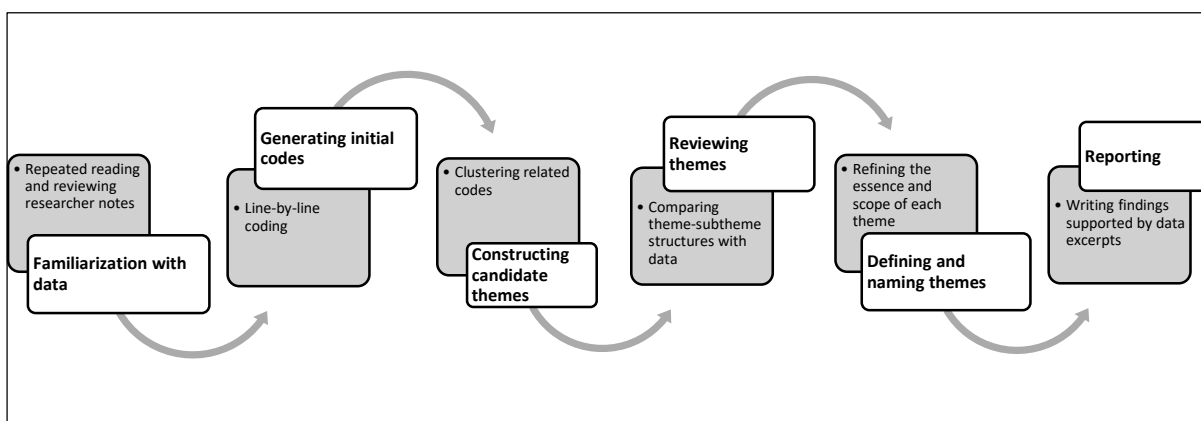 • Repeated reading
and reviewing
researcher notes
Familiarization with
data
Generating initial
codes
• Line-by-line
coding
• Clustering related
codes
Constructing
candidate
themes
Reviewing
themes
• Comparing
theme-subtheme
structures with
data
• Refining the
essence and
scope of each
theme
Defining and
naming themes
Reporting
• Writing findings
supported by data
excerpts